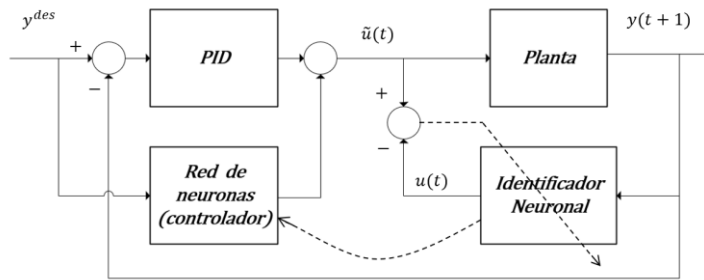 y^des
ũ(t)
y(t + 1)
+
PID
Planta
−
+
−
Red de
neuronas
(controlador)
u(t)
Identificador
Neuronal